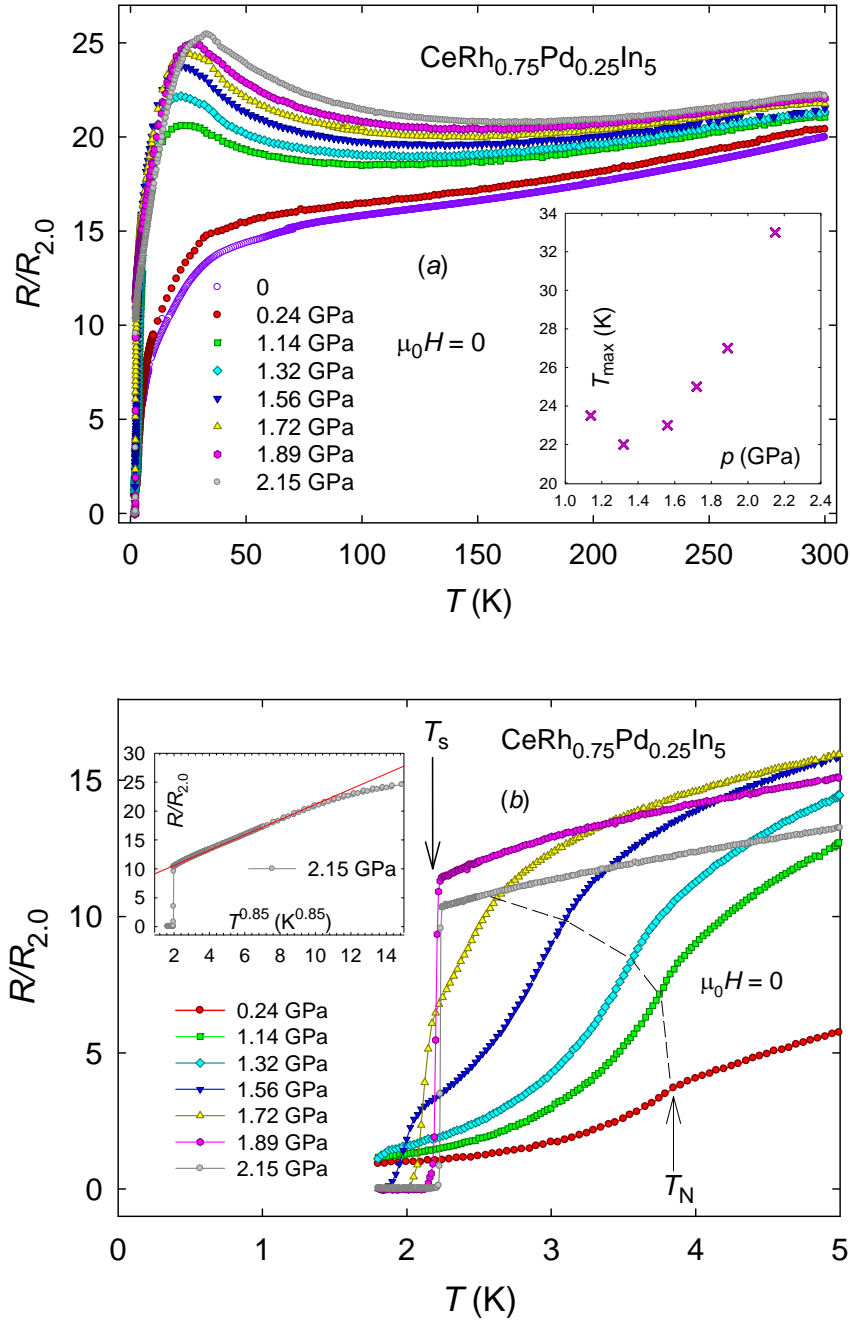 CeRh0.75Pd0.25In5
R/R2.0
25
20
15
10
5
0
(a)
μ0H = 0
0
0.24 GPa
1.14 GPa
1.32 GPa
1.56 GPa
1.72 GPa
1.89 GPa
2.15 GPa
34
32
30
28
26
24
22
20
Tmax (K)
p (GPa)
1.0 1.2 1.4 1.6 1.8 2.0 2.2 2.4
0 50 100 150 200 250 300
T (K)
Ts
CeRh0.75Pd0.25In5
(b)
R/R2.0
15
10
5
0
30
25
20
15
10
5
0
R/R2.0
2.15 GPa
T0.85 (K0.85)
2 4 6 8 10 12 14
μ0H = 0
0.24 GPa
1.14 GPa
1.32 GPa
1.56 GPa
1.72 GPa
1.89 GPa
2.15 GPa
TN
0 1 2 3 4 5
T (K)